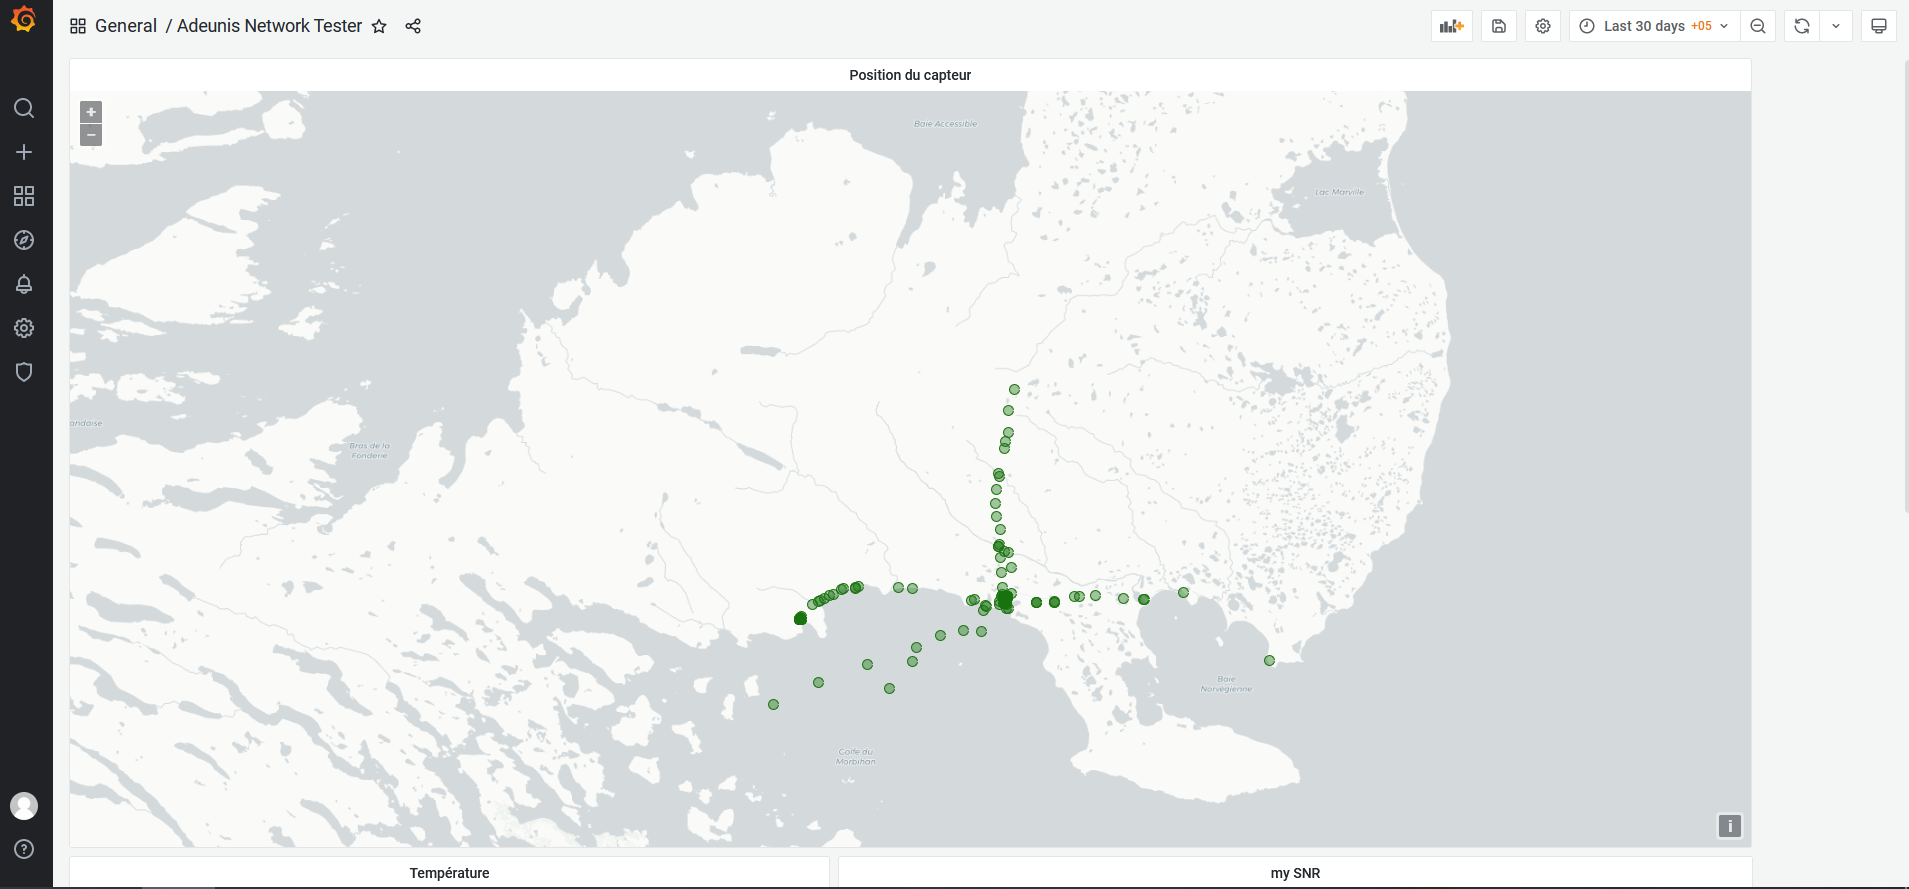 General / Adeunis Network Tester
Last 30 days +05
Position du capteur
+
−
Baie Accessible
Lac Marville
andaise
Bras de la
Fonderie
Baie
Norvégienne
Golfe du
Morbihan
i
Température
my SNR